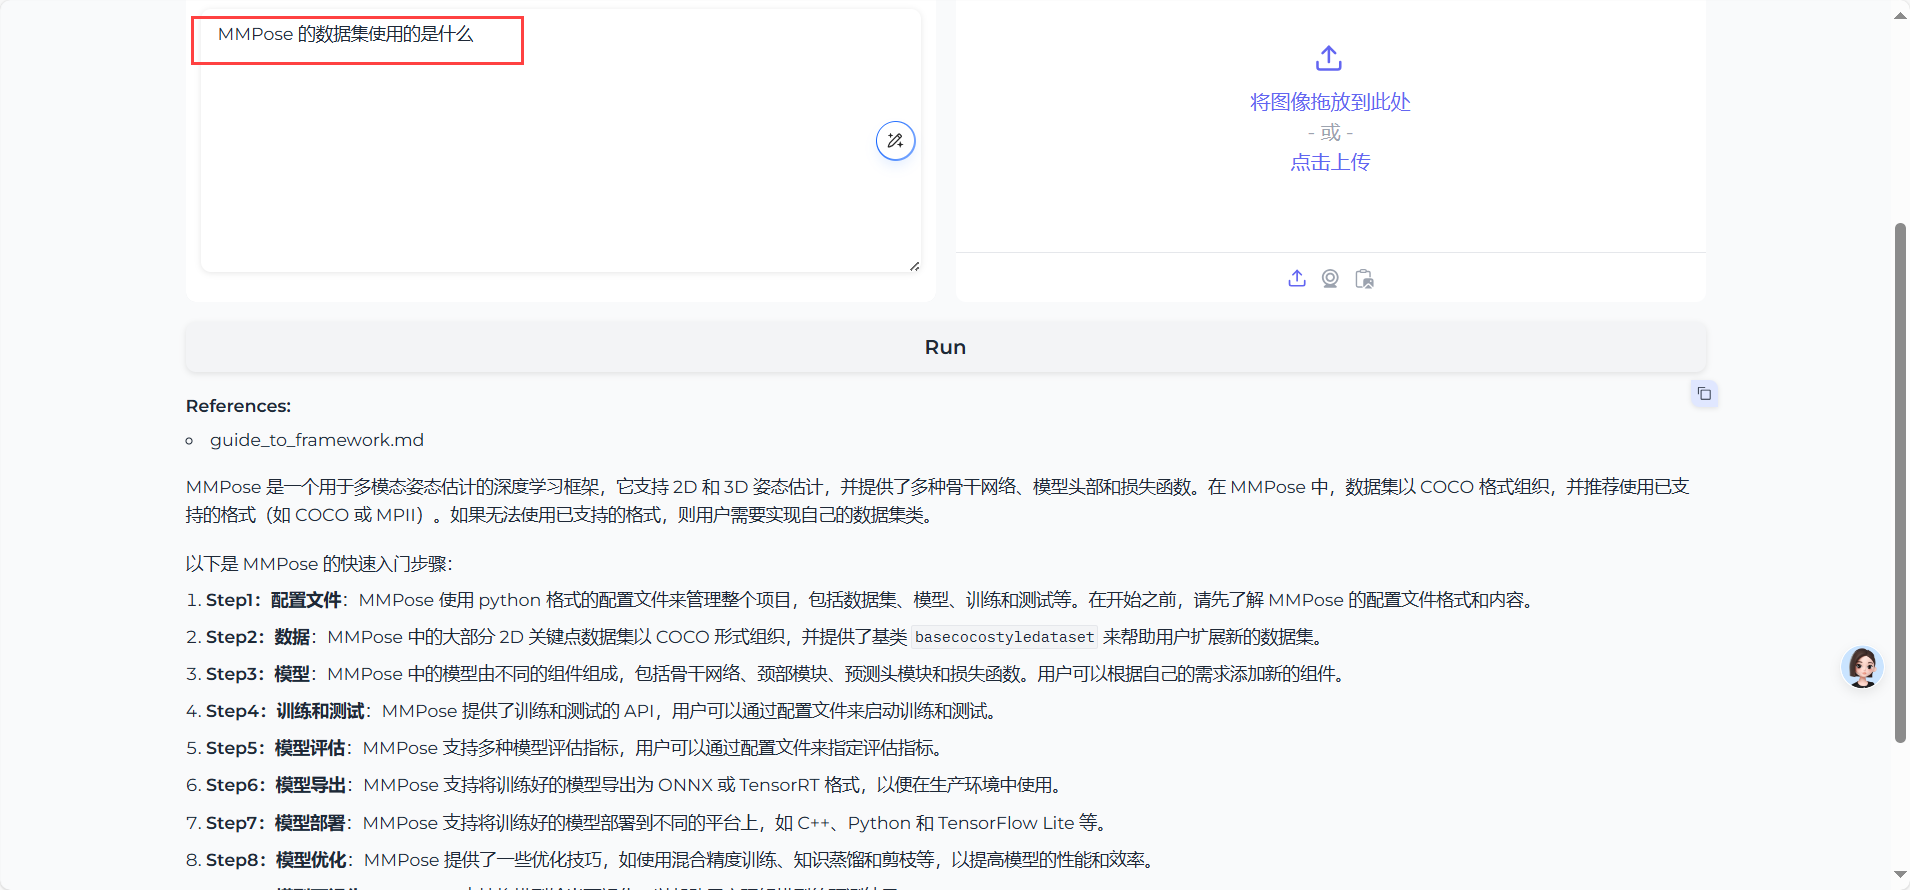 MMPose 的数据集使用的是什么
将图像拖放到此处
- 或 -
点击上传
Run
References:
guide_to_framework.md
MMPose 是一个用于多模态姿态估计的深度学习框架，它支持 2D 和 3D 姿态估计，并提供了多种骨干网络、模型头部和损失函数。在 MMPose 中，数据集以 COCO 格式组织，并推荐使用已支
持的格式（如 COCO 或 MPII）。如果无法使用已支持的格式，则用户需要实现自己的数据集类。
以下是 MMPose 的快速入门步骤：
1. Step1：配置文件：MMPose 使用 python 格式的配置文件来管理整个项目，包括数据集、模型、训练和测试等。在开始之前，请先了解 MMPose 的配置文件格式和内容。
2. Step2：数据：MMPose 中的大部分 2D 关键点数据集以 COCO 形式组织，并提供了基类 basecocostyledataset 来帮助用户扩展新的数据集。
3. Step3：模型：MMPose 中的模型由不同的组件组成，包括骨干网络、颈部模块、预测头模块和损失函数。用户可以根据自己的需求添加新的组件。
4. Step4：训练和测试：MMPose 提供了训练和测试的 API，用户可以通过配置文件来启动训练和测试。
5. Step5：模型评估：MMPose 支持多种模型评估指标，用户可以通过配置文件来指定评估指标。
6. Step6：模型导出：MMPose 支持将训练好的模型导出为 ONNX 或 TensorRT 格式，以便在生产环境中使用。
7. Step7：模型部署：MMPose 支持将训练好的模型部署到不同的平台上，如 C++、Python 和 TensorFlow Lite 等。
8. Step8：模型优化：MMPose 提供了一些优化技巧，如使用混合精度训练、知识蒸馏和剪枝等，以提高模型的性能和效率。